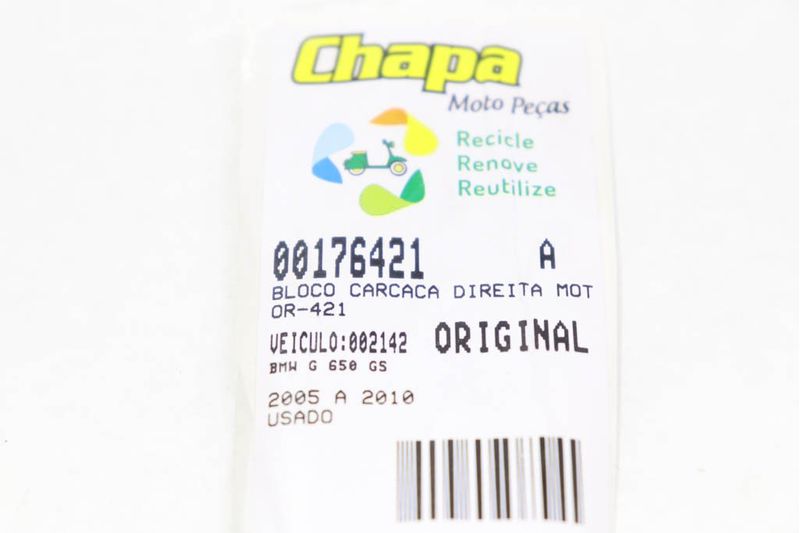 Chapa
Moto Peças
Recicle
Renove
Reutilize
00176421 A
BLOCO CARCACA DIREITA MOT
OR-421
VEICULO:002142 ORIGINAL
BMW G 650 GS
2005 A 2010
USADO